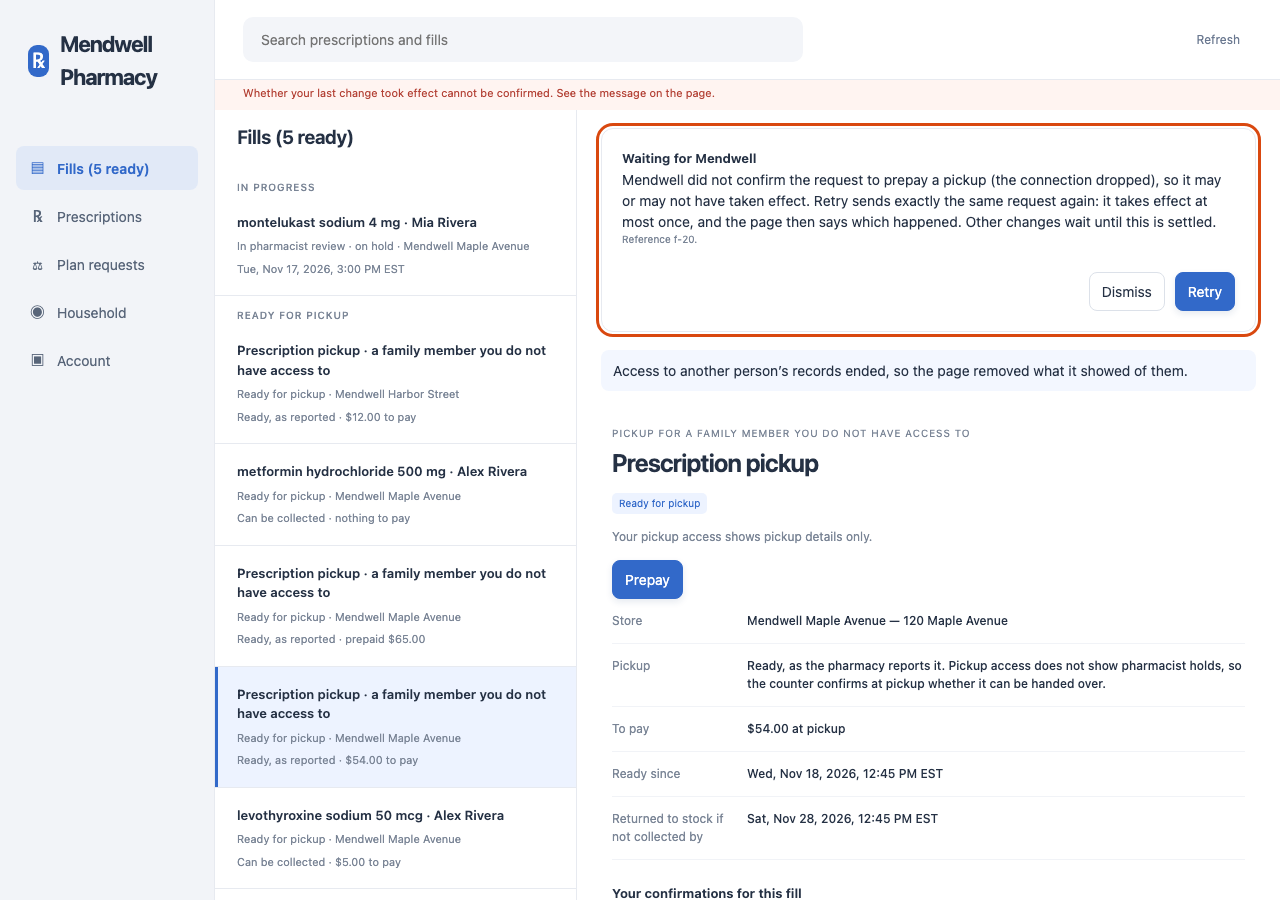 Mendwell
Pharmacy
Fills (5 ready)
Prescriptions
Plan requests
Household
Account
Search prescriptions and fills
Refresh
Whether your last change took effect cannot be confirmed. See the message on the page.
Fills (5 ready)
IN PROGRESS
montelukast sodium 4 mg · Mia Rivera
In pharmacist review · on hold · Mendwell Maple Avenue
Tue, Nov 17, 2026, 3:00 PM EST
READY FOR PICKUP
Prescription pickup · a family member you do not
have access to
Ready for pickup · Mendwell Harbor Street
Ready, as reported · $12.00 to pay
metformin hydrochloride 500 mg · Alex Rivera
Ready for pickup · Mendwell Maple Avenue
Can be collected · nothing to pay
Prescription pickup · a family member you do not
have access to
Ready for pickup · Mendwell Maple Avenue
Ready, as reported · prepaid $65.00
Prescription pickup · a family member you do not
have access to
Ready for pickup · Mendwell Maple Avenue
Ready, as reported · $54.00 to pay
levothyroxine sodium 50 mcg · Alex Rivera
Ready for pickup · Mendwell Maple Avenue
Can be collected · $5.00 to pay
Waiting for Mendwell
Mendwell did not confirm the request to prepay a pickup (the connection dropped), so it may
or may not have taken effect. Retry sends exactly the same request again: it takes effect at
most once, and the page then says which happened. Other changes wait until this is settled.
Reference f-20.
Dismiss
Retry
Access to another person’s records ended, so the page removed what it showed of them.
PICKUP FOR A FAMILY MEMBER YOU DO NOT HAVE ACCESS TO
Prescription pickup
Ready for pickup
Your pickup access shows pickup details only.
Prepay
Store
Mendwell Maple Avenue — 120 Maple Avenue
Pickup
Ready, as the pharmacy reports it. Pickup access does not show pharmacist holds, so
the counter confirms at pickup whether it can be handed over.
To pay
$54.00 at pickup
Ready since
Wed, Nov 18, 2026, 12:45 PM EST
Returned to stock if
not collected by
Sat, Nov 28, 2026, 12:45 PM EST
Your confirmations for this fill